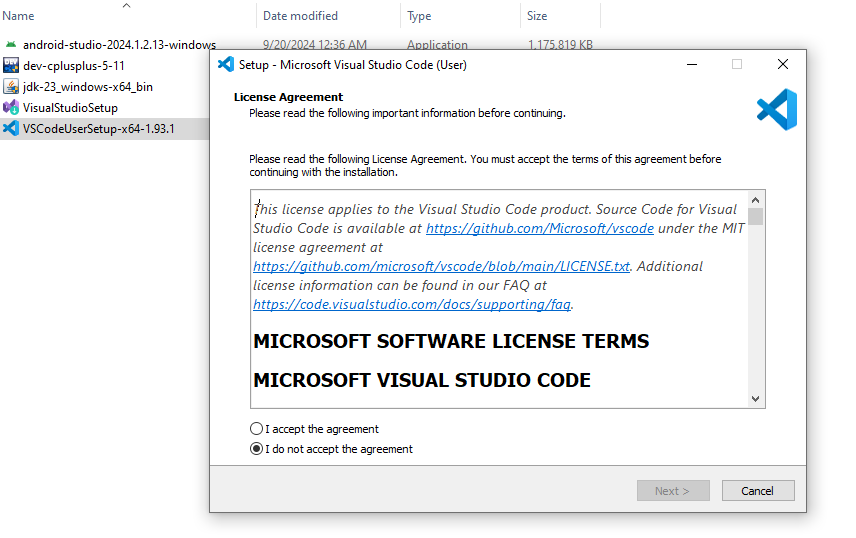 Name Date modified Type Size
android-studio-2024.1.2.13-windows 9/20/2024 12:36 AM Application 1,175,819 KB
dev-cplusplus-5-11
jdk-23_windows-x64_bin
VisualStudioSetup
VSCodeUserSetup-x64-1.93.1
Setup - Microsoft Visual Studio Code (User)
License Agreement
Please read the following important information before continuing.
Please read the following License Agreement. You must accept the terms of this agreement before
continuing with the installation.
This license applies to the Visual Studio Code product. Source Code for Visual
Studio Code is available at https://github.com/Microsoft/vscode under the MIT
license agreement at
https://github.com/microsoft/vscode/blob/main/LICENSE.txt. Additional
license information can be found in our FAQ at
https://code.visualstudio.com/docs/supporting/faq.
MICROSOFT SOFTWARE LICENSE TERMS
MICROSOFT VISUAL STUDIO CODE
I accept the agreement
I do not accept the agreement
Next >
Cancel